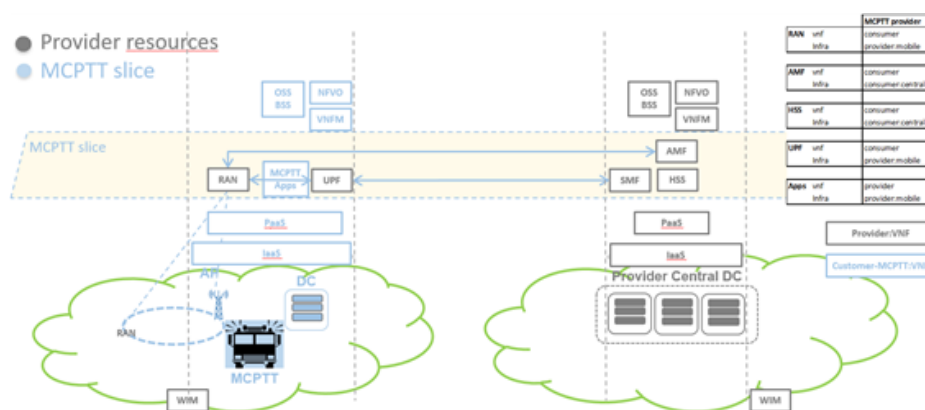 Provider resources
MCPTT slice
OSS
BSS
NFVO
VNFM
OSS
BSS
NFVO
VNFM
MCPTT slice
RAN
MCPTT
Apps
UPF
AMF
SMF
HSS
PaaS
IaaS
PaaS
IaaS
DC
RAN
MCPTT
WIM
Provider Central DC
WIM
MCPTT provider
RAN vnf consumer
Infra provider:mobile
AMF vnf consumer
Infra consumer:central
HSS vnf consumer
Infra consumer:central
UPF vnf consumer
Infra provider:mobile
Apps vnf provider
Infra provider:mobile
Provider:VNF
Customer-MCPTT:VNF